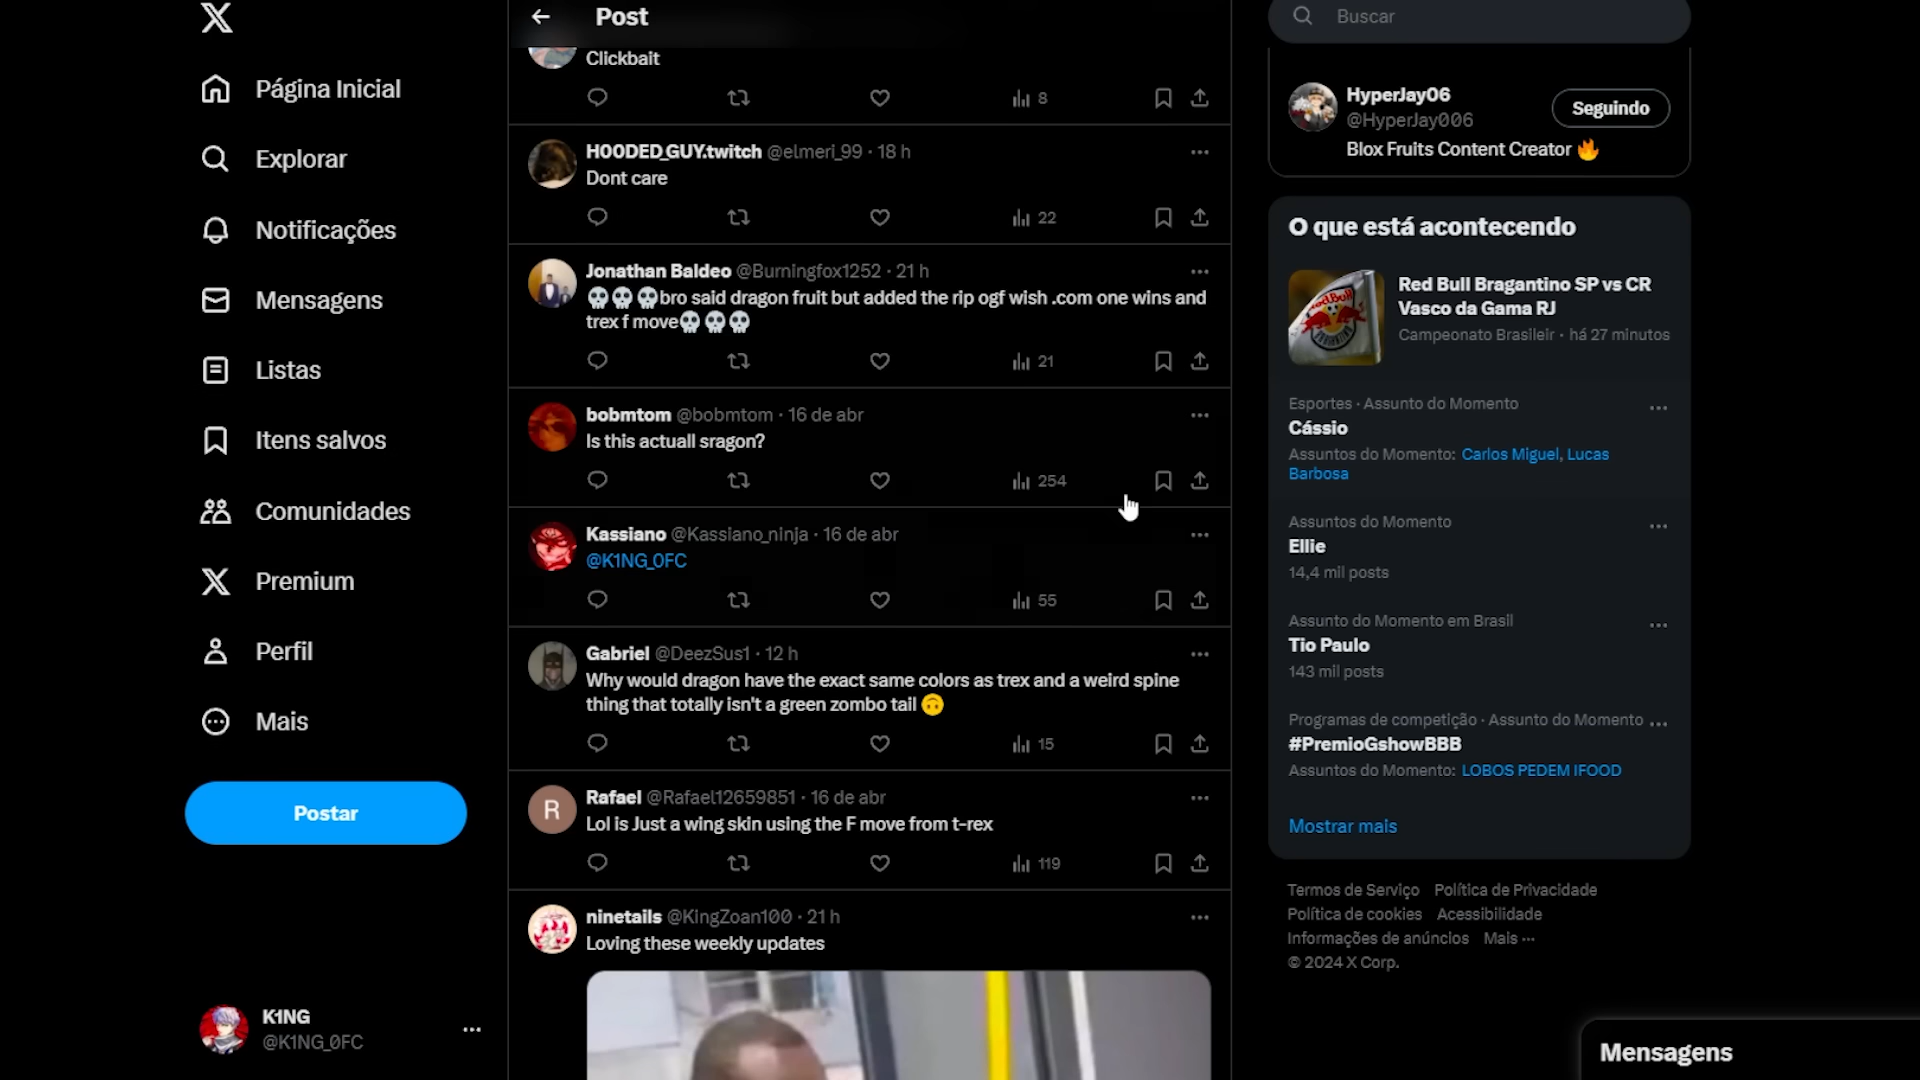 Página Inicial
Explorar
Notificações
Mensagens
Listas
Itens salvos
Comunidades
Premium
Perfil
Mais
Postar
K1NG
@K1NG_0FC
Post
Clickbait
8
H00DED_GUY.twitch @elmeri_99 · 18 h
Dont care
22
Jonathan Baldeo @Burningfox1252 · 21 h
💀💀💀bro said dragon fruit but added the rip ogf wish .com one wins and
trex f move💀💀💀
21
bobmtom @bobmtom · 16 de abr
Is this actuall sragon?
254
Kassiano @Kassiano_ninja · 16 de abr
@K1NG_0FC
55
Gabriel @DeezSus1 · 12 h
Why would dragon have the exact same colors as trex and a weird spine
thing that totally isn't a green zombo tail 🙃
15
R
Rafael @Rafael12659851 · 16 de abr
Lol is Just a wing skin using the F move from t-rex
119
ninetails @KingZoan100 · 21 h
Loving these weekly updates
Buscar
HyperJay06
@HyperJay006
Seguindo
Blox Fruits Content Creator 🔥
O que está acontecendo
Red Bull
Red Bull Bragantino SP vs CR
Vasco da Gama RJ
Campeonato Brasileir · há 27 minutos
Esportes · Assunto do Momento
Cássio
Assuntos do Momento: Carlos Miguel, Lucas
Barbosa
Assuntos do Momento
Ellie
14,4 mil posts
Assunto do Momento em Brasil
Tio Paulo
143 mil posts
Programas de competição · Assunto do Momento
#PremioGshowBBB
Assuntos do Momento: LOBOS PEDEM IFOOD
Mostrar mais
Termos de Serviço Política de Privacidade
Política de cookies Acessibilidade
Informações de anúncios Mais ···
© 2024 X Corp.
Mensagens